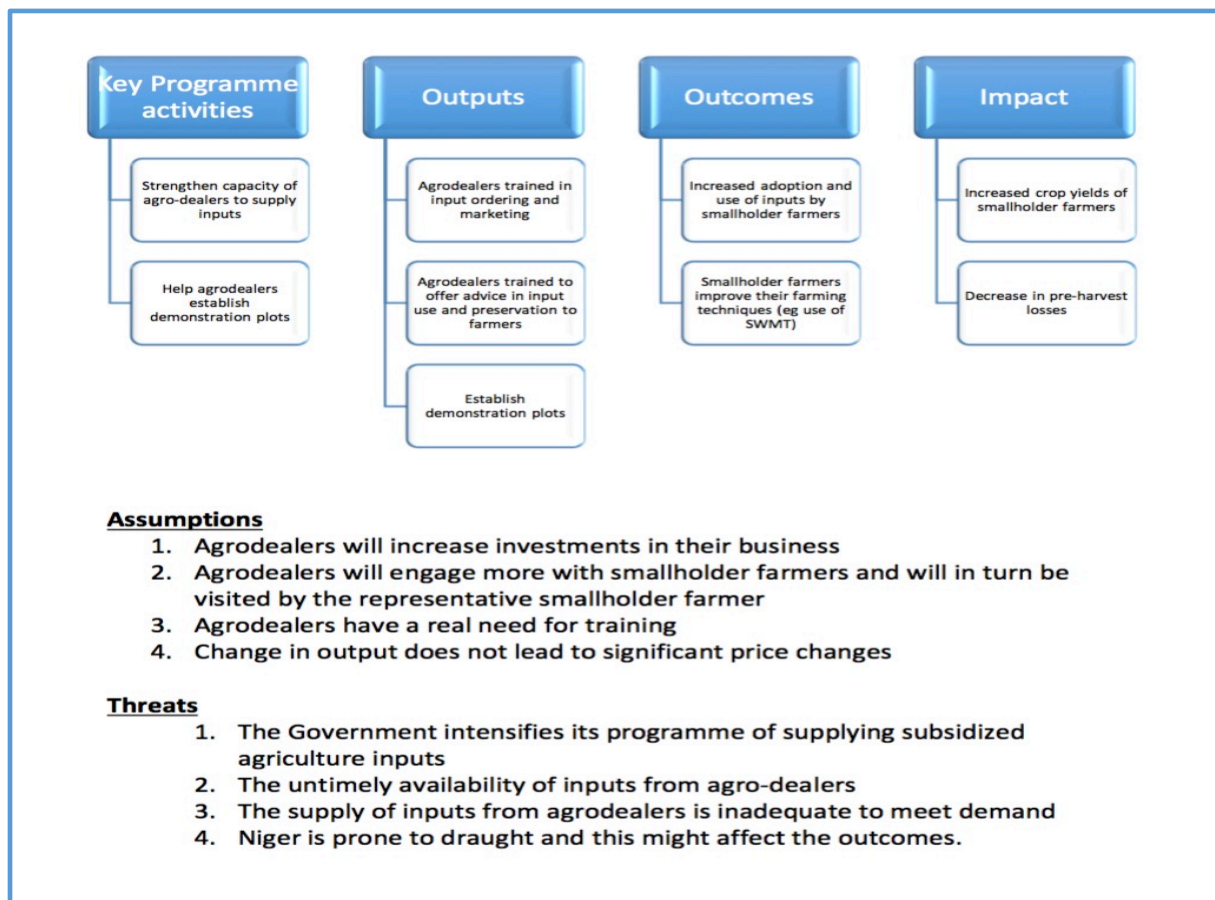 Key Programme
activities
Strengthen capacity of
agro-dealers to supply
inputs
Help agrodealers
establish
demonstration plots
Outputs
Agrodealers trained in
input ordering and
marketing
Agrodealers trained to
offer advice in input
use and preservation to
farmers
Establish
demonstration plots
Outcomes
Increased adoption and
use of inputs by
smallholder farmers
Smallholder farmers
improve their farming
techniques (eg use of
SWMT)
Impact
Increased crop yields of
smallholder farmers
Decrease in pre-harvest
losses
Assumptions
1. Agrodealers will increase investments in their business
2. Agrodealers will engage more with smallholder farmers and will in turn be
visited by the representative smallholder farmer
3. Agrodealers have a real need for training
4. Change in output does not lead to significant price changes
Threats
1. The Government intensifies its programme of supplying subsidized
agriculture inputs
2. The untimely availability of inputs from agro-dealers
3. The supply of inputs from agrodealers is inadequate to meet demand
4. Niger is prone to draught and this might affect the outcomes.